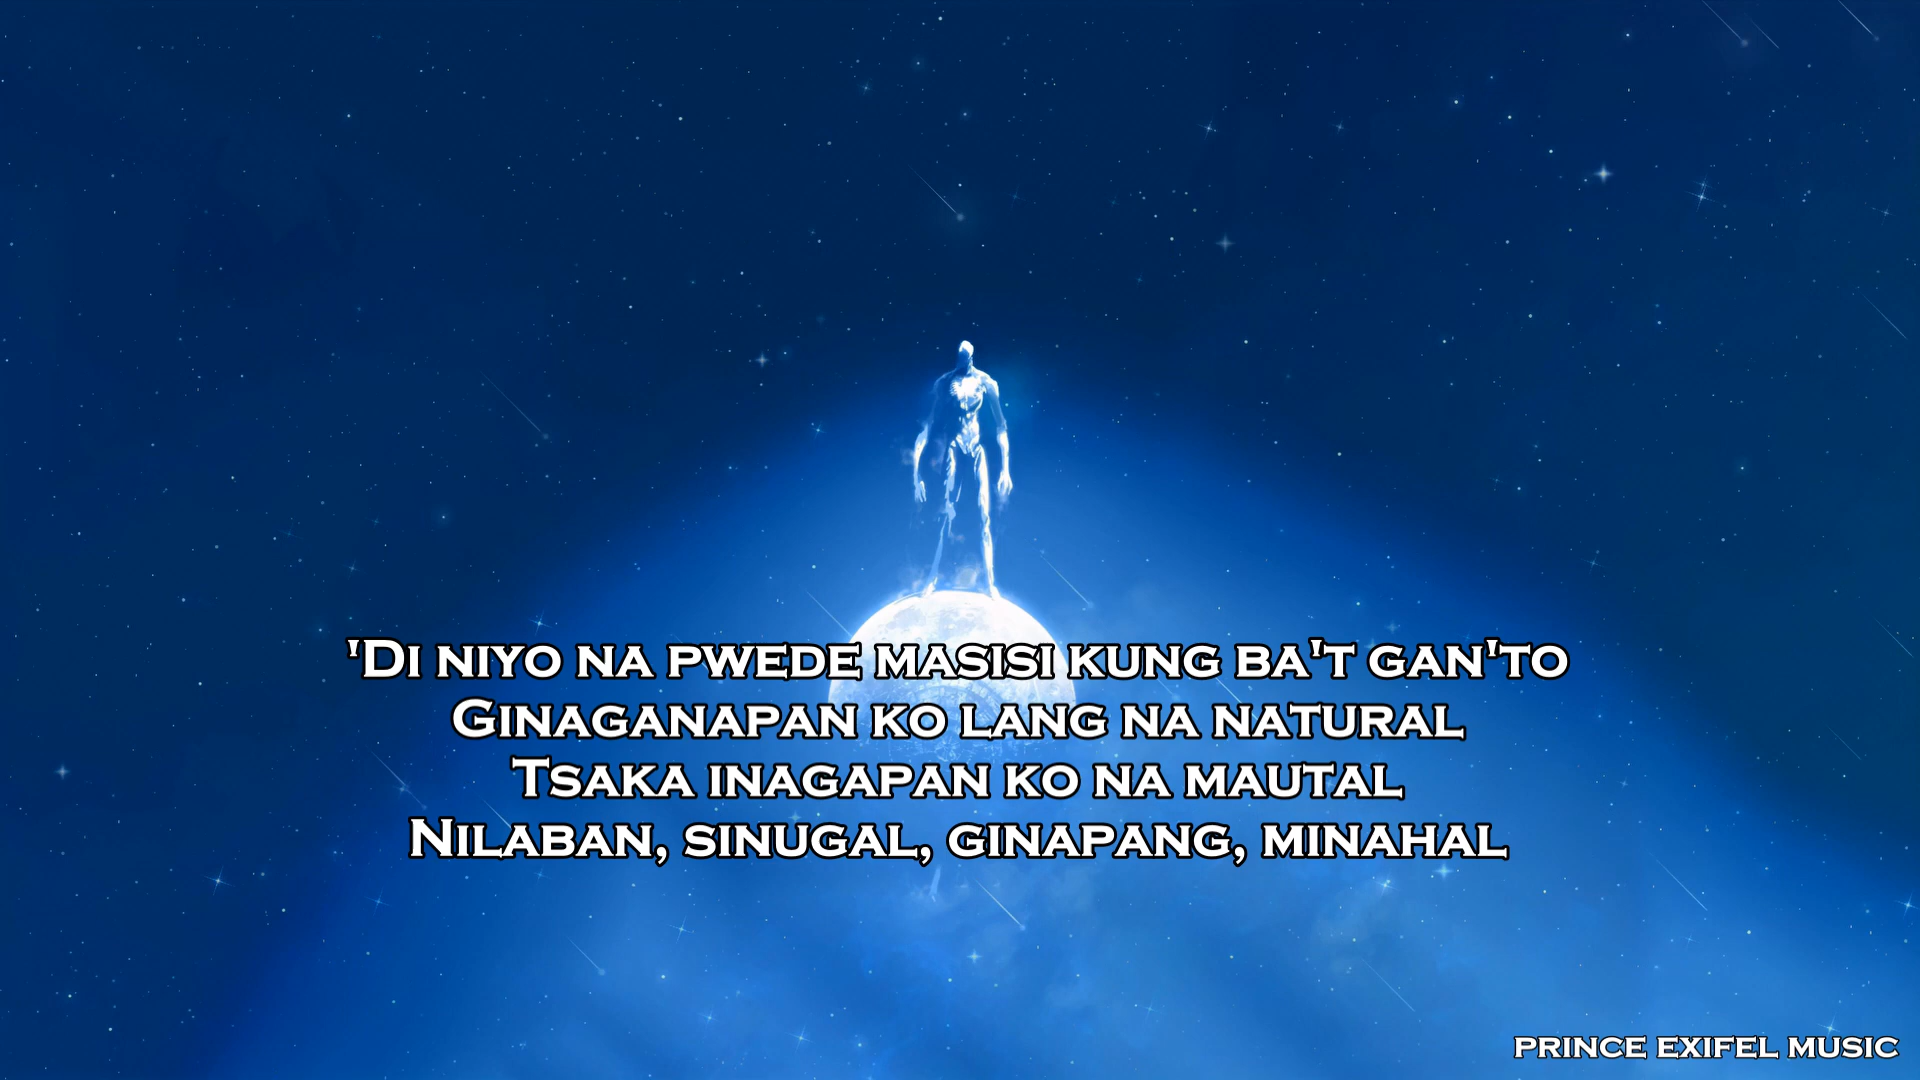 'Di niyo na pwede masisi kung ba't gan'to
Ginaganapan ko lang na natural
Tsaka inagapan ko na mautal
Nilaban, sinugal, ginapang, minahal
PRINCE EXIFEL MUSIC